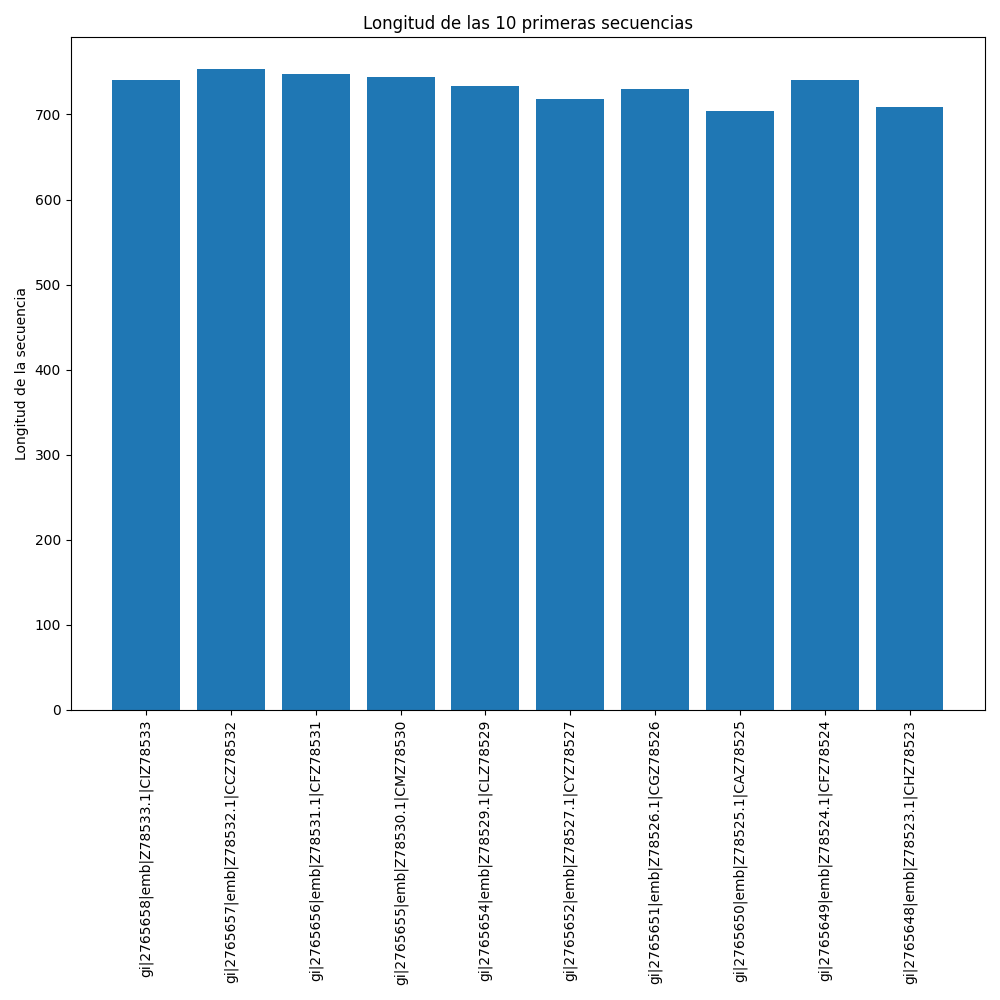 Longitud de las 10 primeras secuencias
Longitud de la secuencia
700
600
500
400
300
200
100
0
gi|2765658|emb|Z78533.1|CIZ78533
gi|2765657|emb|Z78532.1|CCZ78532
gi|2765656|emb|Z78531.1|CFZ78531
gi|2765655|emb|Z78530.1|CMZ78530
gi|2765654|emb|Z78529.1|CLZ78529
gi|2765652|emb|Z78527.1|CYZ78527
gi|2765651|emb|Z78526.1|CGZ78526
gi|2765650|emb|Z78525.1|CAZ78525
gi|2765649|emb|Z78524.1|CFZ78524
gi|2765648|emb|Z78523.1|CHZ78523